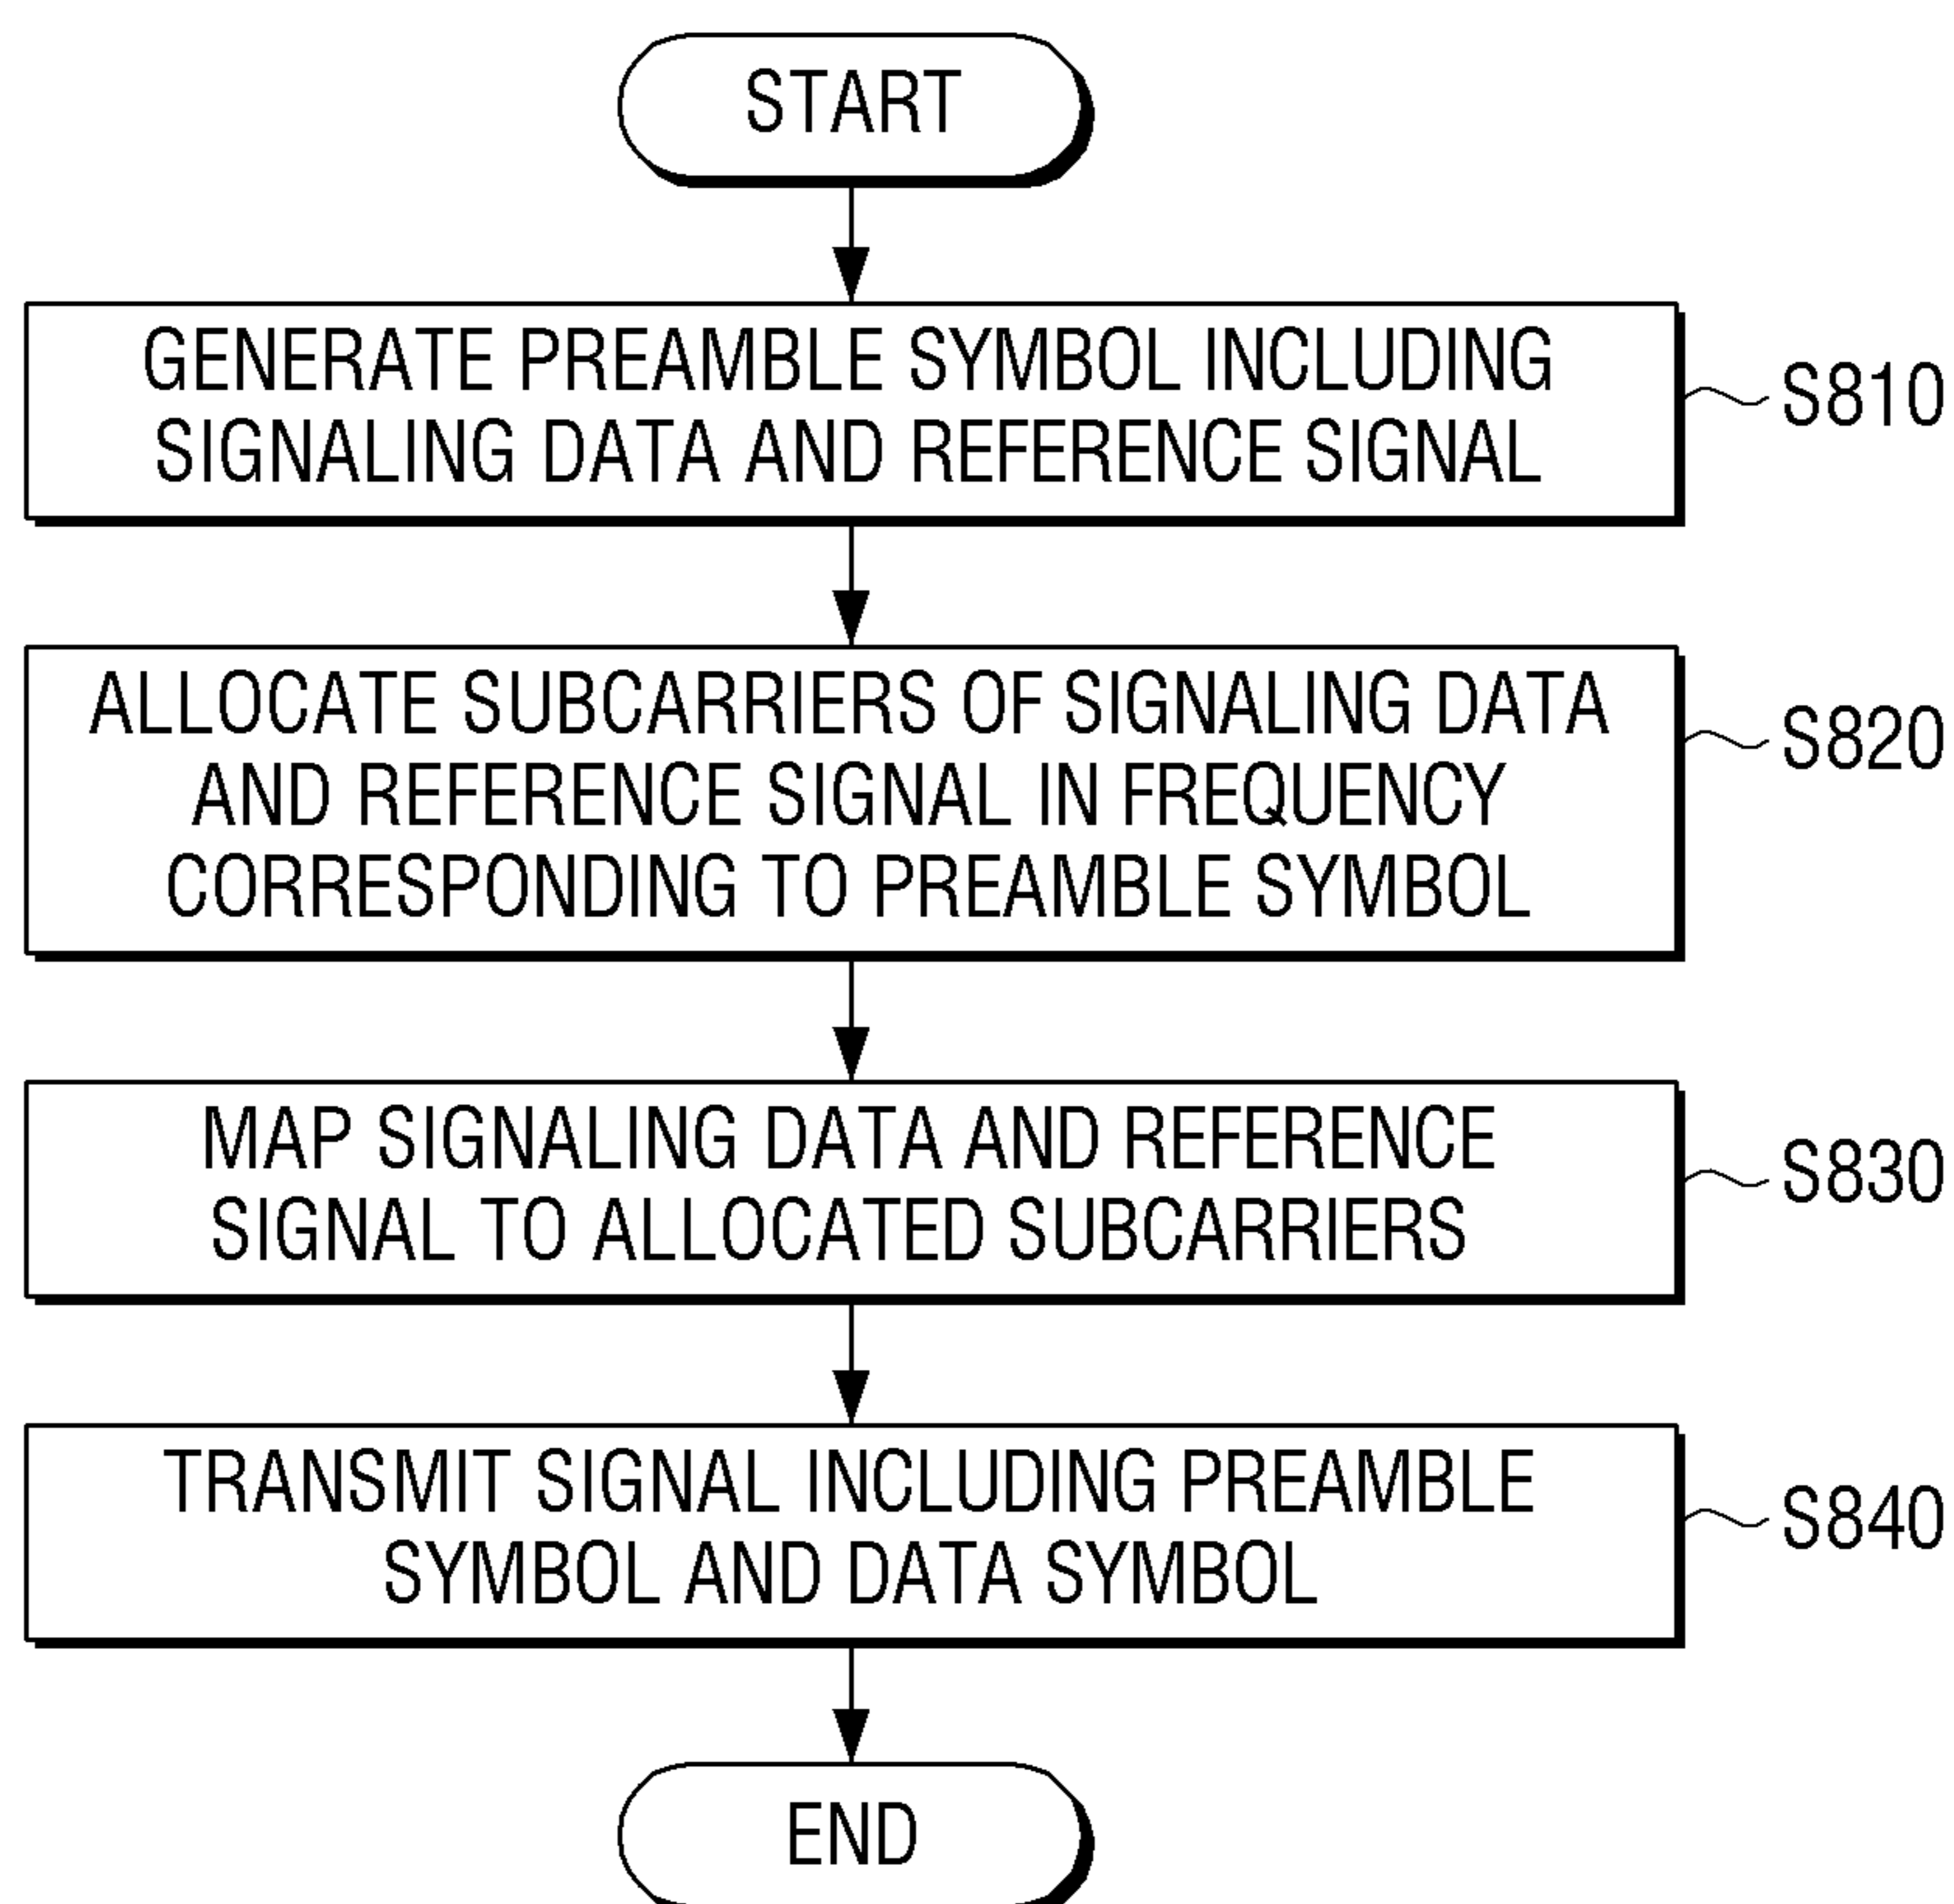 START
GENERATE PREAMBLE SYMBOL INCLUDING
SIGNALING DATA AND REFERENCE SIGNAL
S810
ALLOCATE SUBCARRIERS OF SIGNALING DATA
AND REFERENCE SIGNAL IN FREQUENCY
CORRESPONDING TO PREAMBLE SYMBOL
S820
MAP SIGNALING DATA AND REFERENCE
SIGNAL TO ALLOCATED SUBCARRIERS
S830
TRANSMIT SIGNAL INCLUDING PREAMBLE
SYMBOL AND DATA SYMBOL
S840
END